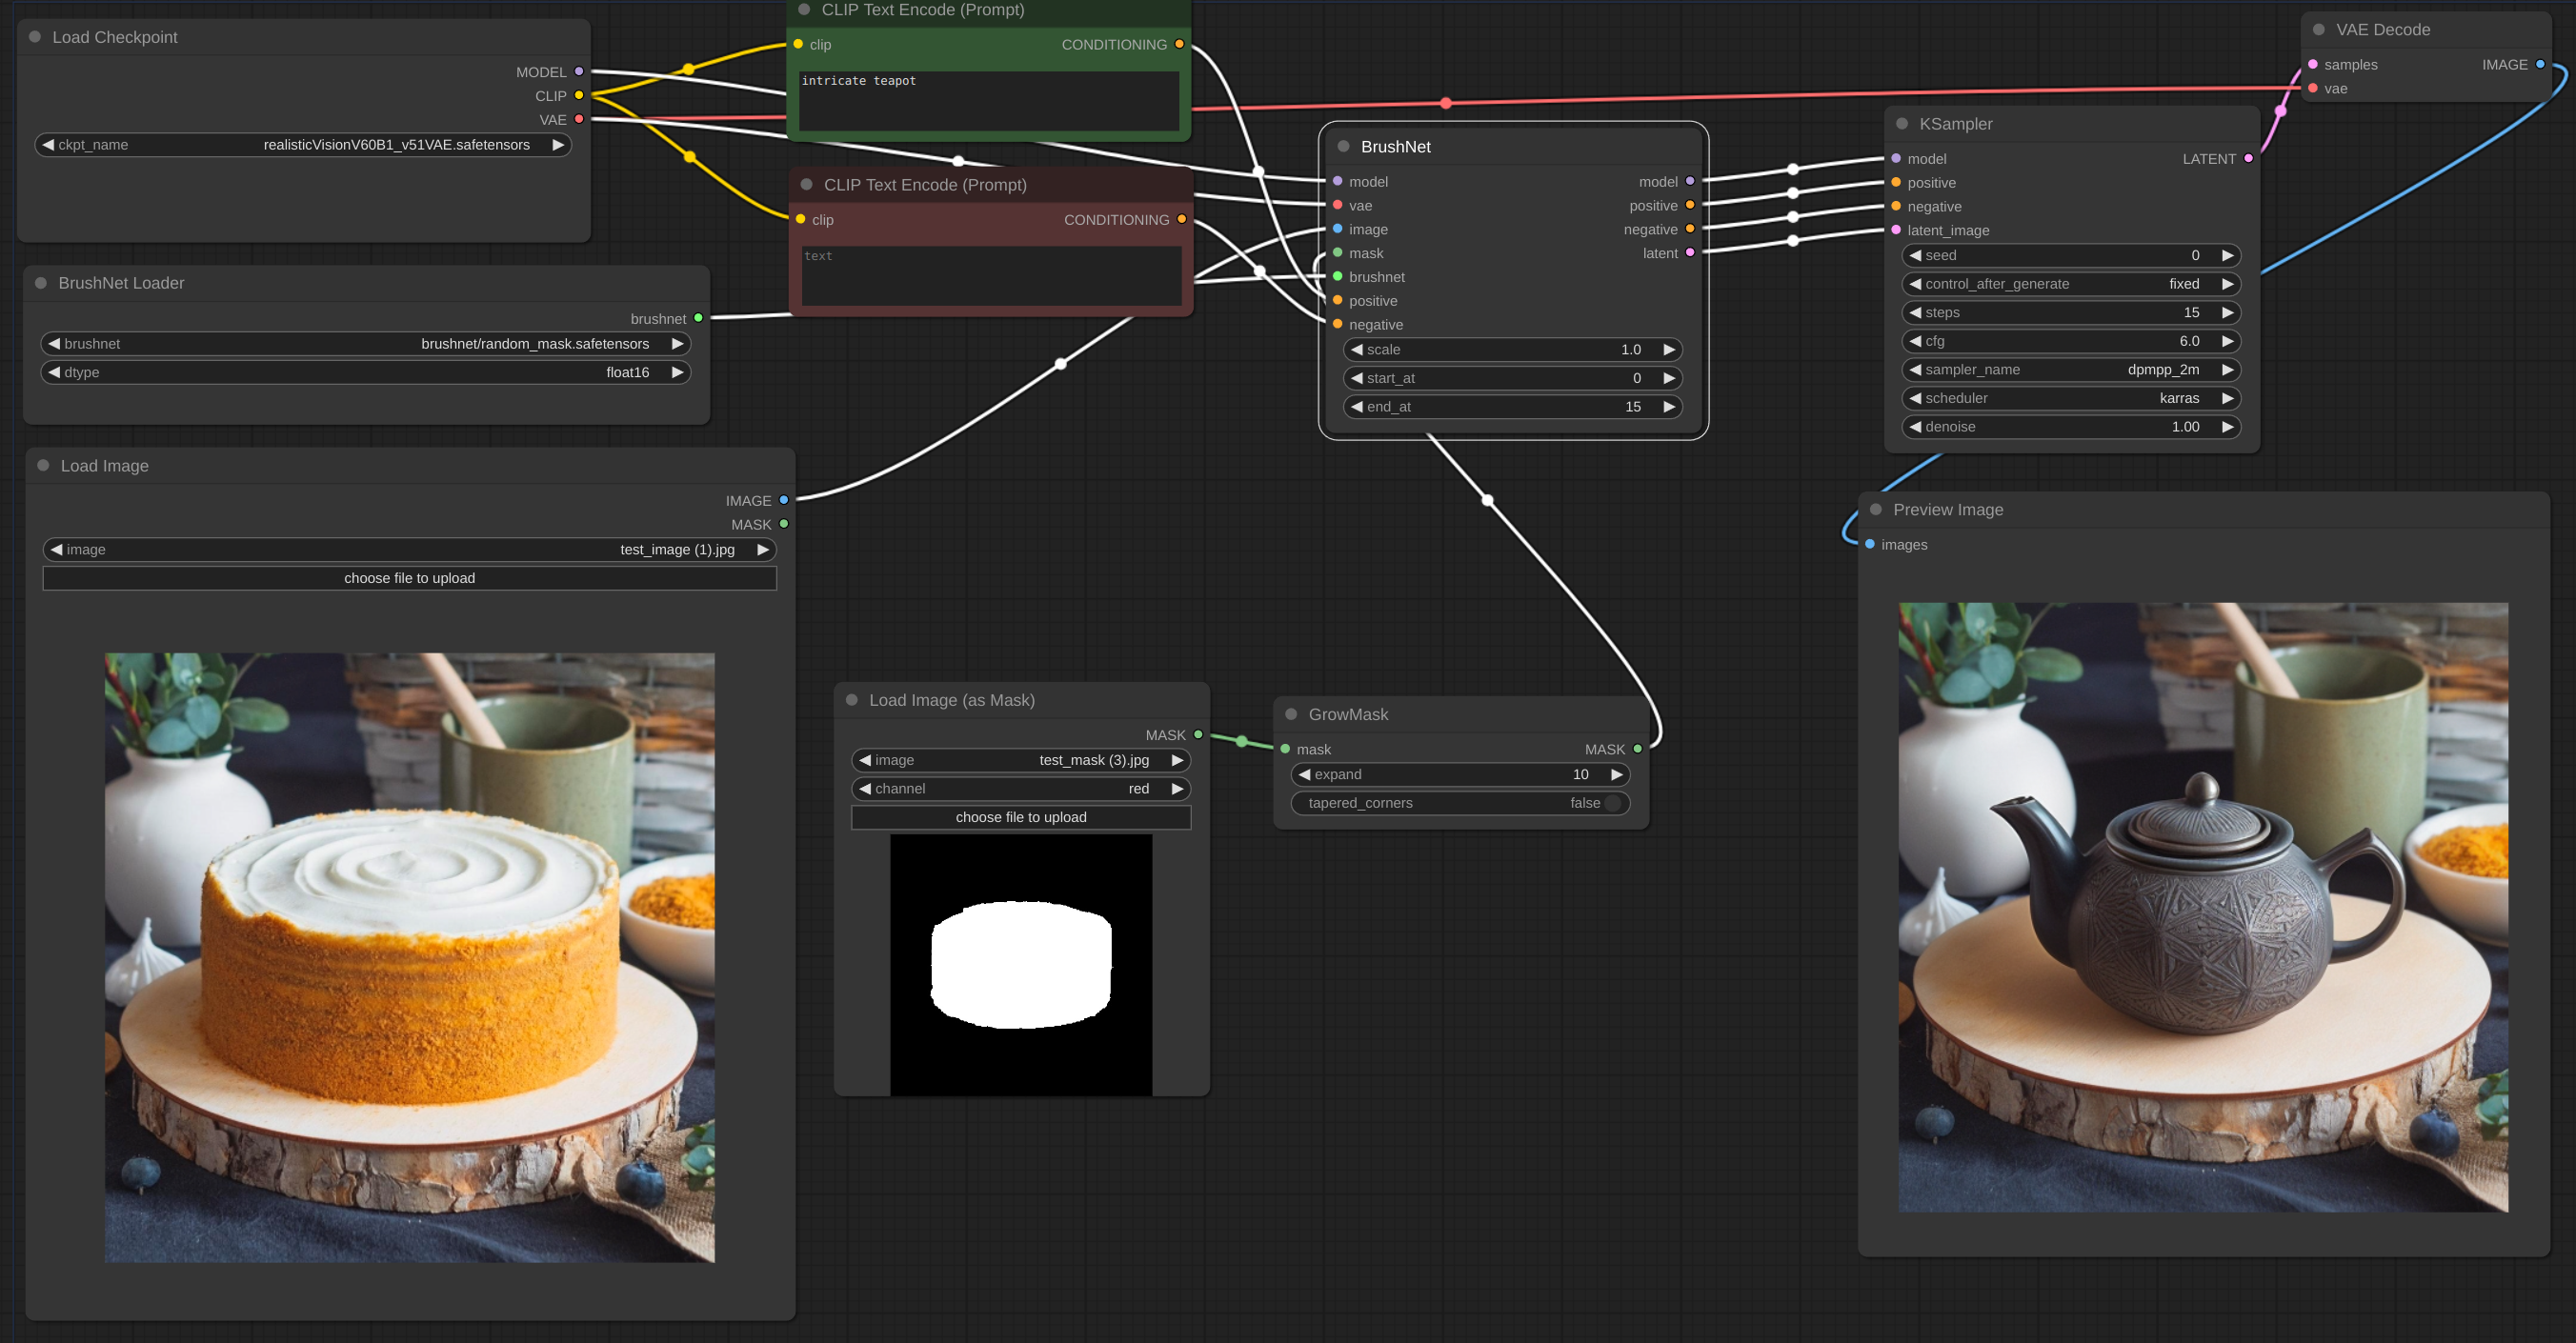 Load Checkpoint
MODEL
CLIP
VAE
ckpt_name realisticVisionV60B1_v51VAE.safetensors
BrushNet Loader
brushnet
brushnet brushnet/random_mask.safetensors
dtype float16
Load Image
IMAGE
MASK
image test_image (1).jpg
choose file to upload
CLIP Text Encode (Prompt)
clip CONDITIONING
intricate teapot
CLIP Text Encode (Prompt)
clip CONDITIONING
text
Load Image (as Mask)
MASK
image test_mask (3).jpg
channel red
choose file to upload
GrowMask
mask MASK
expand 10
tapered_corners false
BrushNet
model model
vae positive
image negative
mask latent
brushnet
positive
negative
scale 1.0
start_at 0
end_at 15
KSampler
model LATENT
positive
negative
latent_image
seed 0
control_after_generate fixed
steps 15
cfg 6.0
sampler_name dpmpp_2m
scheduler karras
denoise 1.00
VAE Decode
samples IMAGE
vae
Preview Image
images